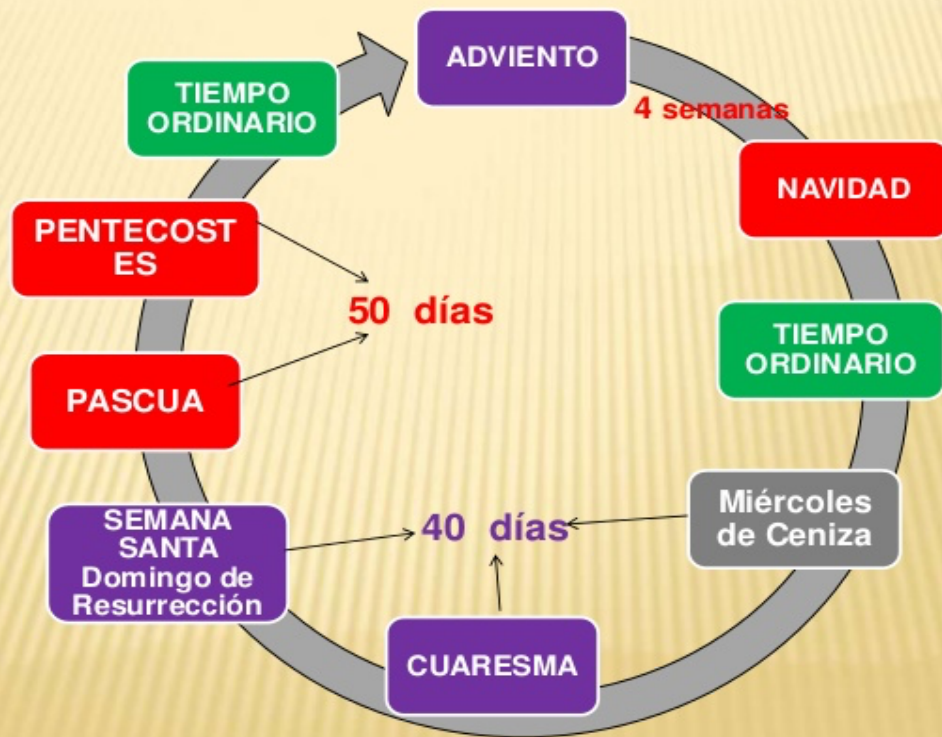 ADVIENTO
4 semanas
NAVIDAD
TIEMPO
ORDINARIO
Miércoles
de Ceniza
40 días
CUARESMA
SEMANA
SANTA
Domingo de
Resurrección
PASCUA
50 días
PENTECOST
ES
TIEMPO
ORDINARIO